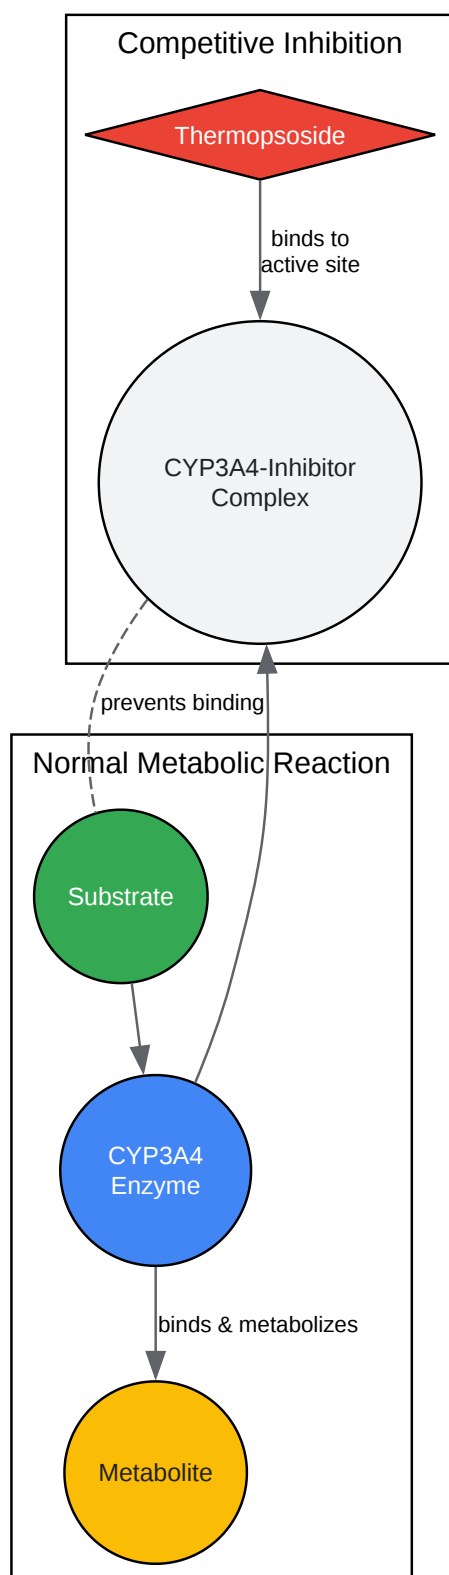 Competitive Inhibition
Thermopsoside
binds to
active site
CYP3A4-Inhibitor
Complex
prevents binding
Normal Metabolic Reaction
Substrate
CYP3A4
Enzyme
binds & metabolizes
Metabolite